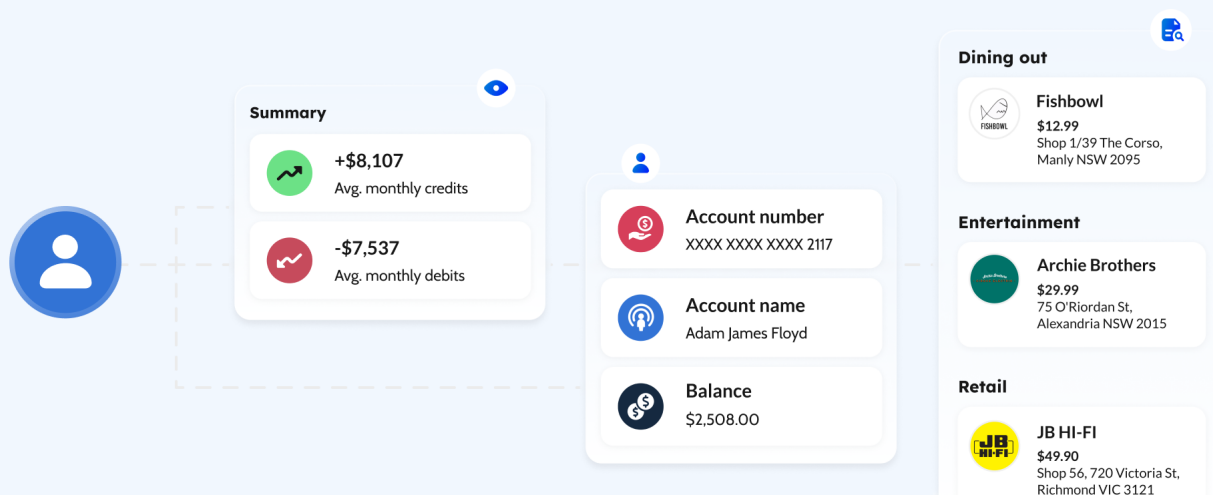 Summary
+$8,107
Avg. monthly credits
-$7,537
Avg. monthly debits
Account number
XXXX XXXX XXXX 2117
Account name
Adam James Floyd
Balance
$2,508.00
Dining out
FISHBOWL
Fishbowl
$12.99
Shop 1/39 The Corso,
Manly NSW 2095
Entertainment
Archie Brothers
Archie Brothers
$29.99
75 O'Riordan St,
Alexandria NSW 2015
Retail
JB
HI-FI
JB HI-FI
$49.90
Shop 56, 720 Victoria St,
Richmond VIC 3121